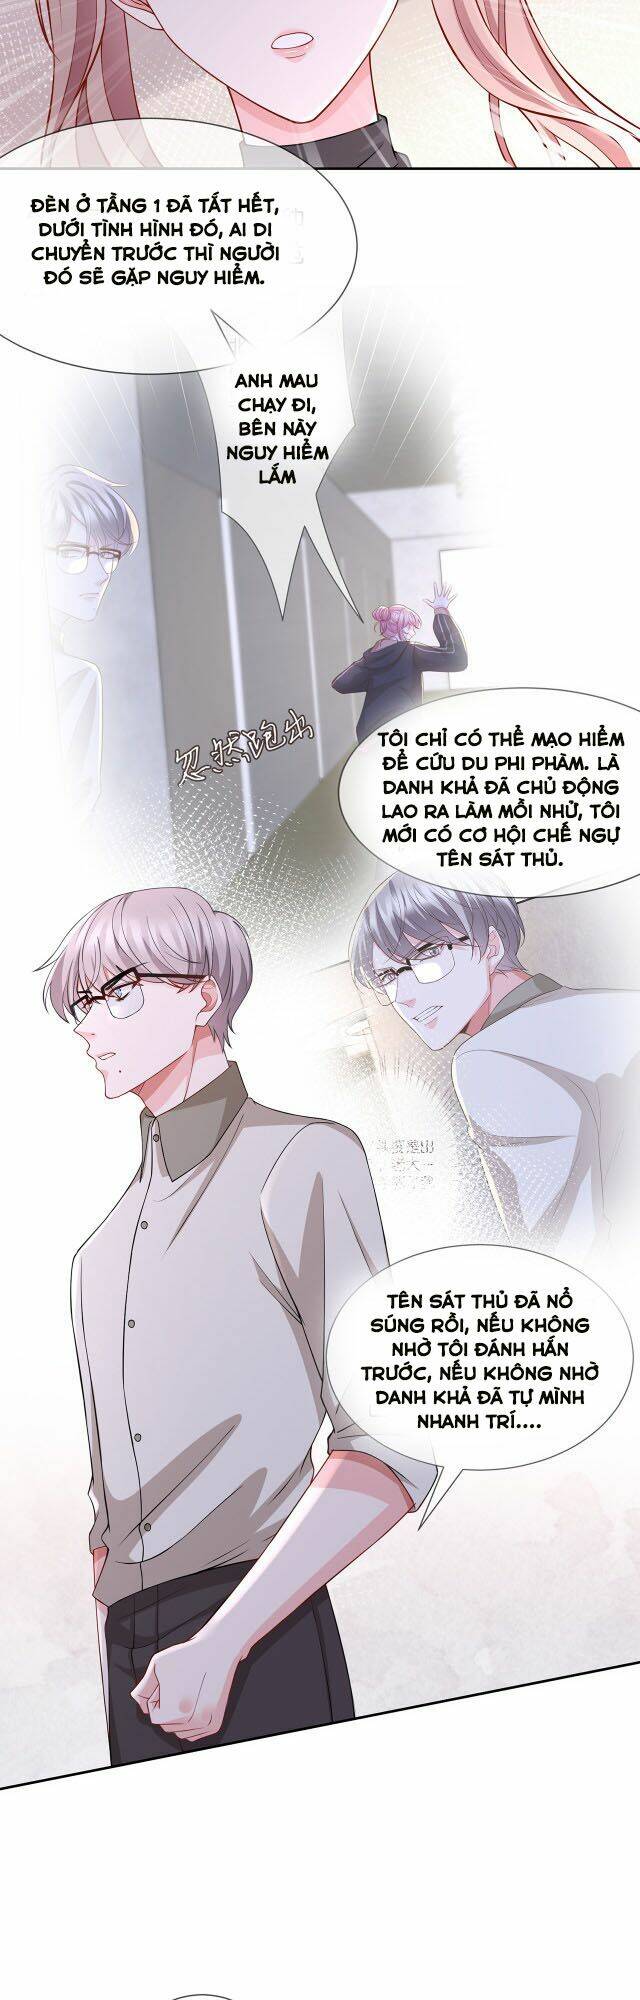 ĐÈN Ở TẦNG 1 ĐÃ TẮT HẾT,
DƯỚI TÌNH HÌNH ĐÓ, AI DI
CHUYỂN TRƯỚC THÌ NGƯỜI
ĐÓ SẼ GẶP NGUY HIỂM.
ANH MAU
CHẠY ĐI,
BÊN NÀY
NGUY HIỂM
LẮM
忽然跑出
TÔI CHỈ CÓ THỂ MẠO HIỂM
ĐỂ CỨU DU PHI PHÀM. LÀ
DANH KHẢ ĐÃ CHỦ ĐỘNG
LAO RA LÀM MỒI NHỬ, TÔI
MỚI CÓ CƠ HỘI CHẾ NGỰ
TÊN SÁT THỦ.
TÊN SÁT THỦ ĐÃ NỔ
SÚNG RỒI, NẾU KHÔNG
NHỜ TÔI ĐÁNH HẮN
TRƯỚC, NẾU KHÔNG NHỜ
DANH KHẢ ĐÃ TỰ MÌNH
NHANH TRÍ....